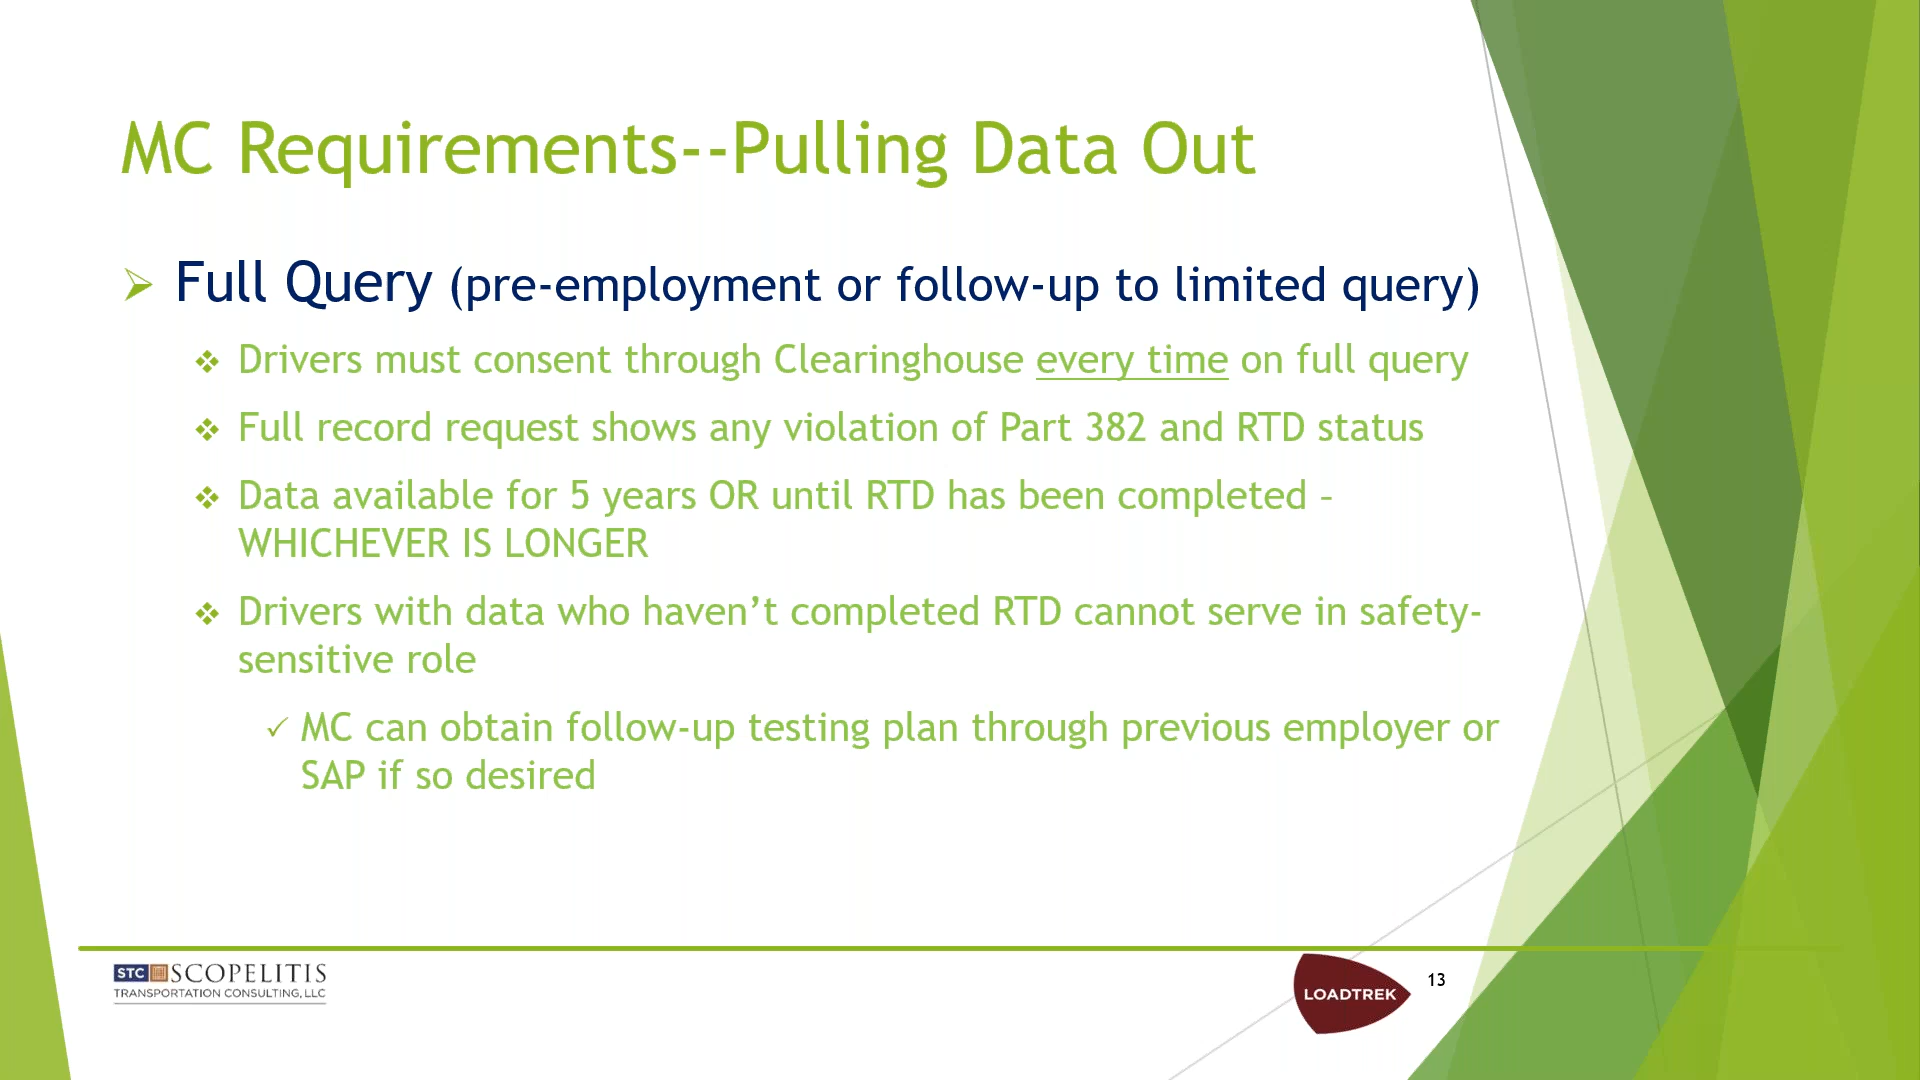 MC Requirements--Pulling Data Out
Full Query (pre-employment or follow-up to limited query)
Drivers must consent through Clearinghouse every time on full query
Full record request shows any violation of Part 382 and RTD status
Data available for 5 years OR until RTD has been completed –
WHICHEVER IS LONGER
Drivers with data who haven’t completed RTD cannot serve in safety-
sensitive role
MC can obtain follow-up testing plan through previous employer or
SAP if so desired
STC SCOPELITIS
TRANSPORTATION CONSULTING, LLC
LOADTREK
13